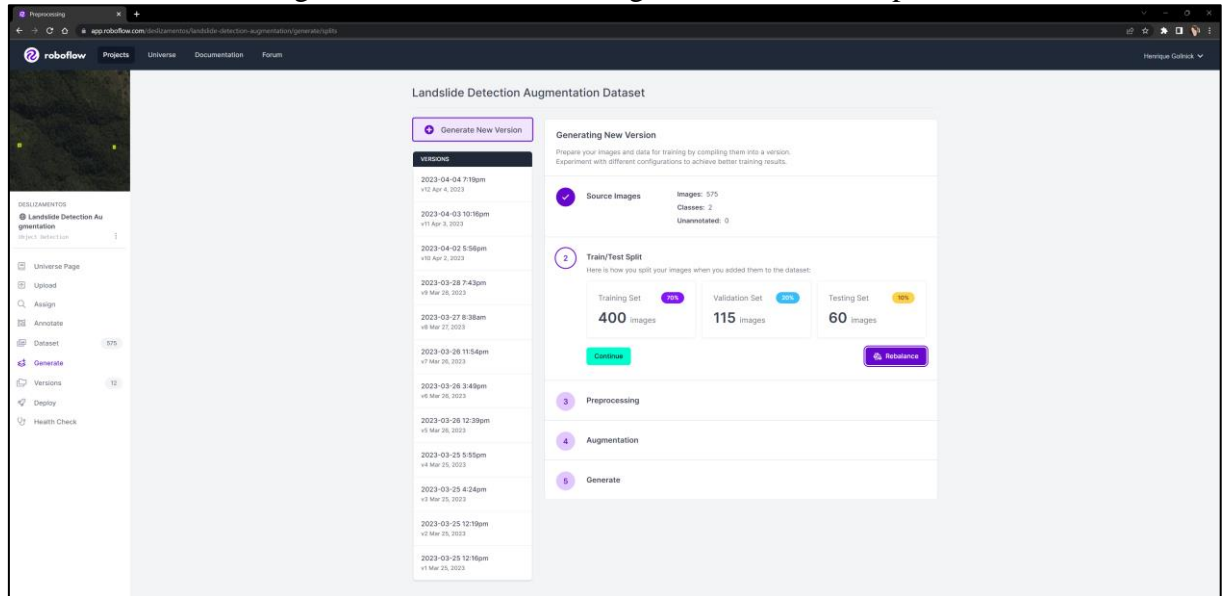 Preprocessing
app.roboflow.com/deslizamentos/landslide-detection-augmentation/generate/splits
roboflow Projects Universe Documentation Forum Henrique Gollnick
DESLIZAMENTOS
Landslide Detection Au
gmentation
Object Detection
Universe Page
Upload
Assign
Annotate
Dataset 575
Generate
Versions 12
Deploy
Health Check
Landslide Detection Augmentation Dataset
Generate New Version
VERSIONS
2023-04-04 7:19pm
v12 Apr 4, 2023
2023-04-03 10:16pm
v11 Apr 3, 2023
2023-04-02 5:56pm
v10 Apr 2, 2023
2023-03-28 7:43pm
v9 Mar 28, 2023
2023-03-27 8:38am
v8 Mar 27, 2023
2023-03-26 11:54pm
v7 Mar 26, 2023
2023-03-26 3:49pm
v6 Mar 26, 2023
2023-03-26 12:39pm
v5 Mar 26, 2023
2023-03-25 5:55pm
v4 Mar 25, 2023
2023-03-25 4:24pm
v3 Mar 25, 2023
2023-03-25 12:19pm
v2 Mar 25, 2023
2023-03-25 12:16pm
v1 Mar 25, 2023
Generating New Version
Prepare your images and data for training by compiling them into a version.
Experiment with different configurations to achieve better training results.
Source Images
Images: 575
Classes: 2
Unannotated: 0
2 Train/Test Split
Here is how you split your images when you added them to the dataset:
Training Set 70%
400 images
Validation Set 20%
115 images
Testing Set 10%
60 images
Continue
Rebalance
3 Preprocessing
4 Augmentation
5 Generate